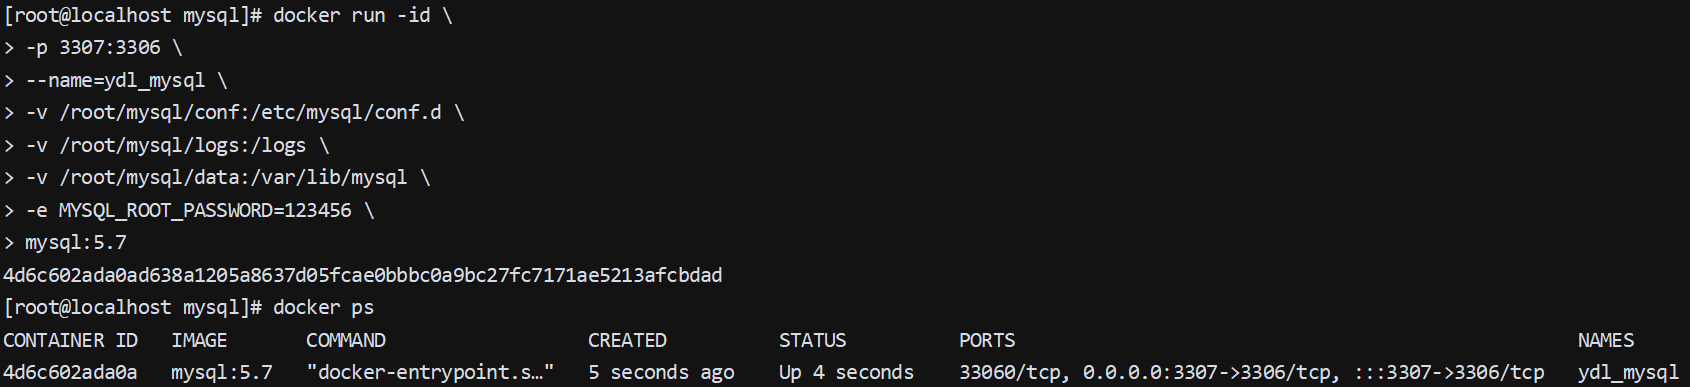 [root@localhost mysql]# docker run -id \
> -p 3307:3306 \
> --name=ydl_mysql \
> -v /root/mysql/conf:/etc/mysql/conf.d \
> -v /root/mysql/logs:/logs \
> -v /root/mysql/data:/var/lib/mysql \
> -e MYSQL_ROOT_PASSWORD=123456 \
> mysql:5.7
4d6c602ada0ad638a1205a8637d05fcae0bbbc0a9bc27fc7171ae5213afcbdad
[root@localhost mysql]# docker ps
CONTAINER ID   IMAGE       COMMAND                  CREATED         STATUS         PORTS                                                  NAMES
4d6c602ada0a   mysql:5.7   "docker-entrypoint.s…"   5 seconds ago   Up 4 seconds   33060/tcp, 0.0.0.0:3307->3306/tcp, :::3307->3306/tcp   ydl_mysql